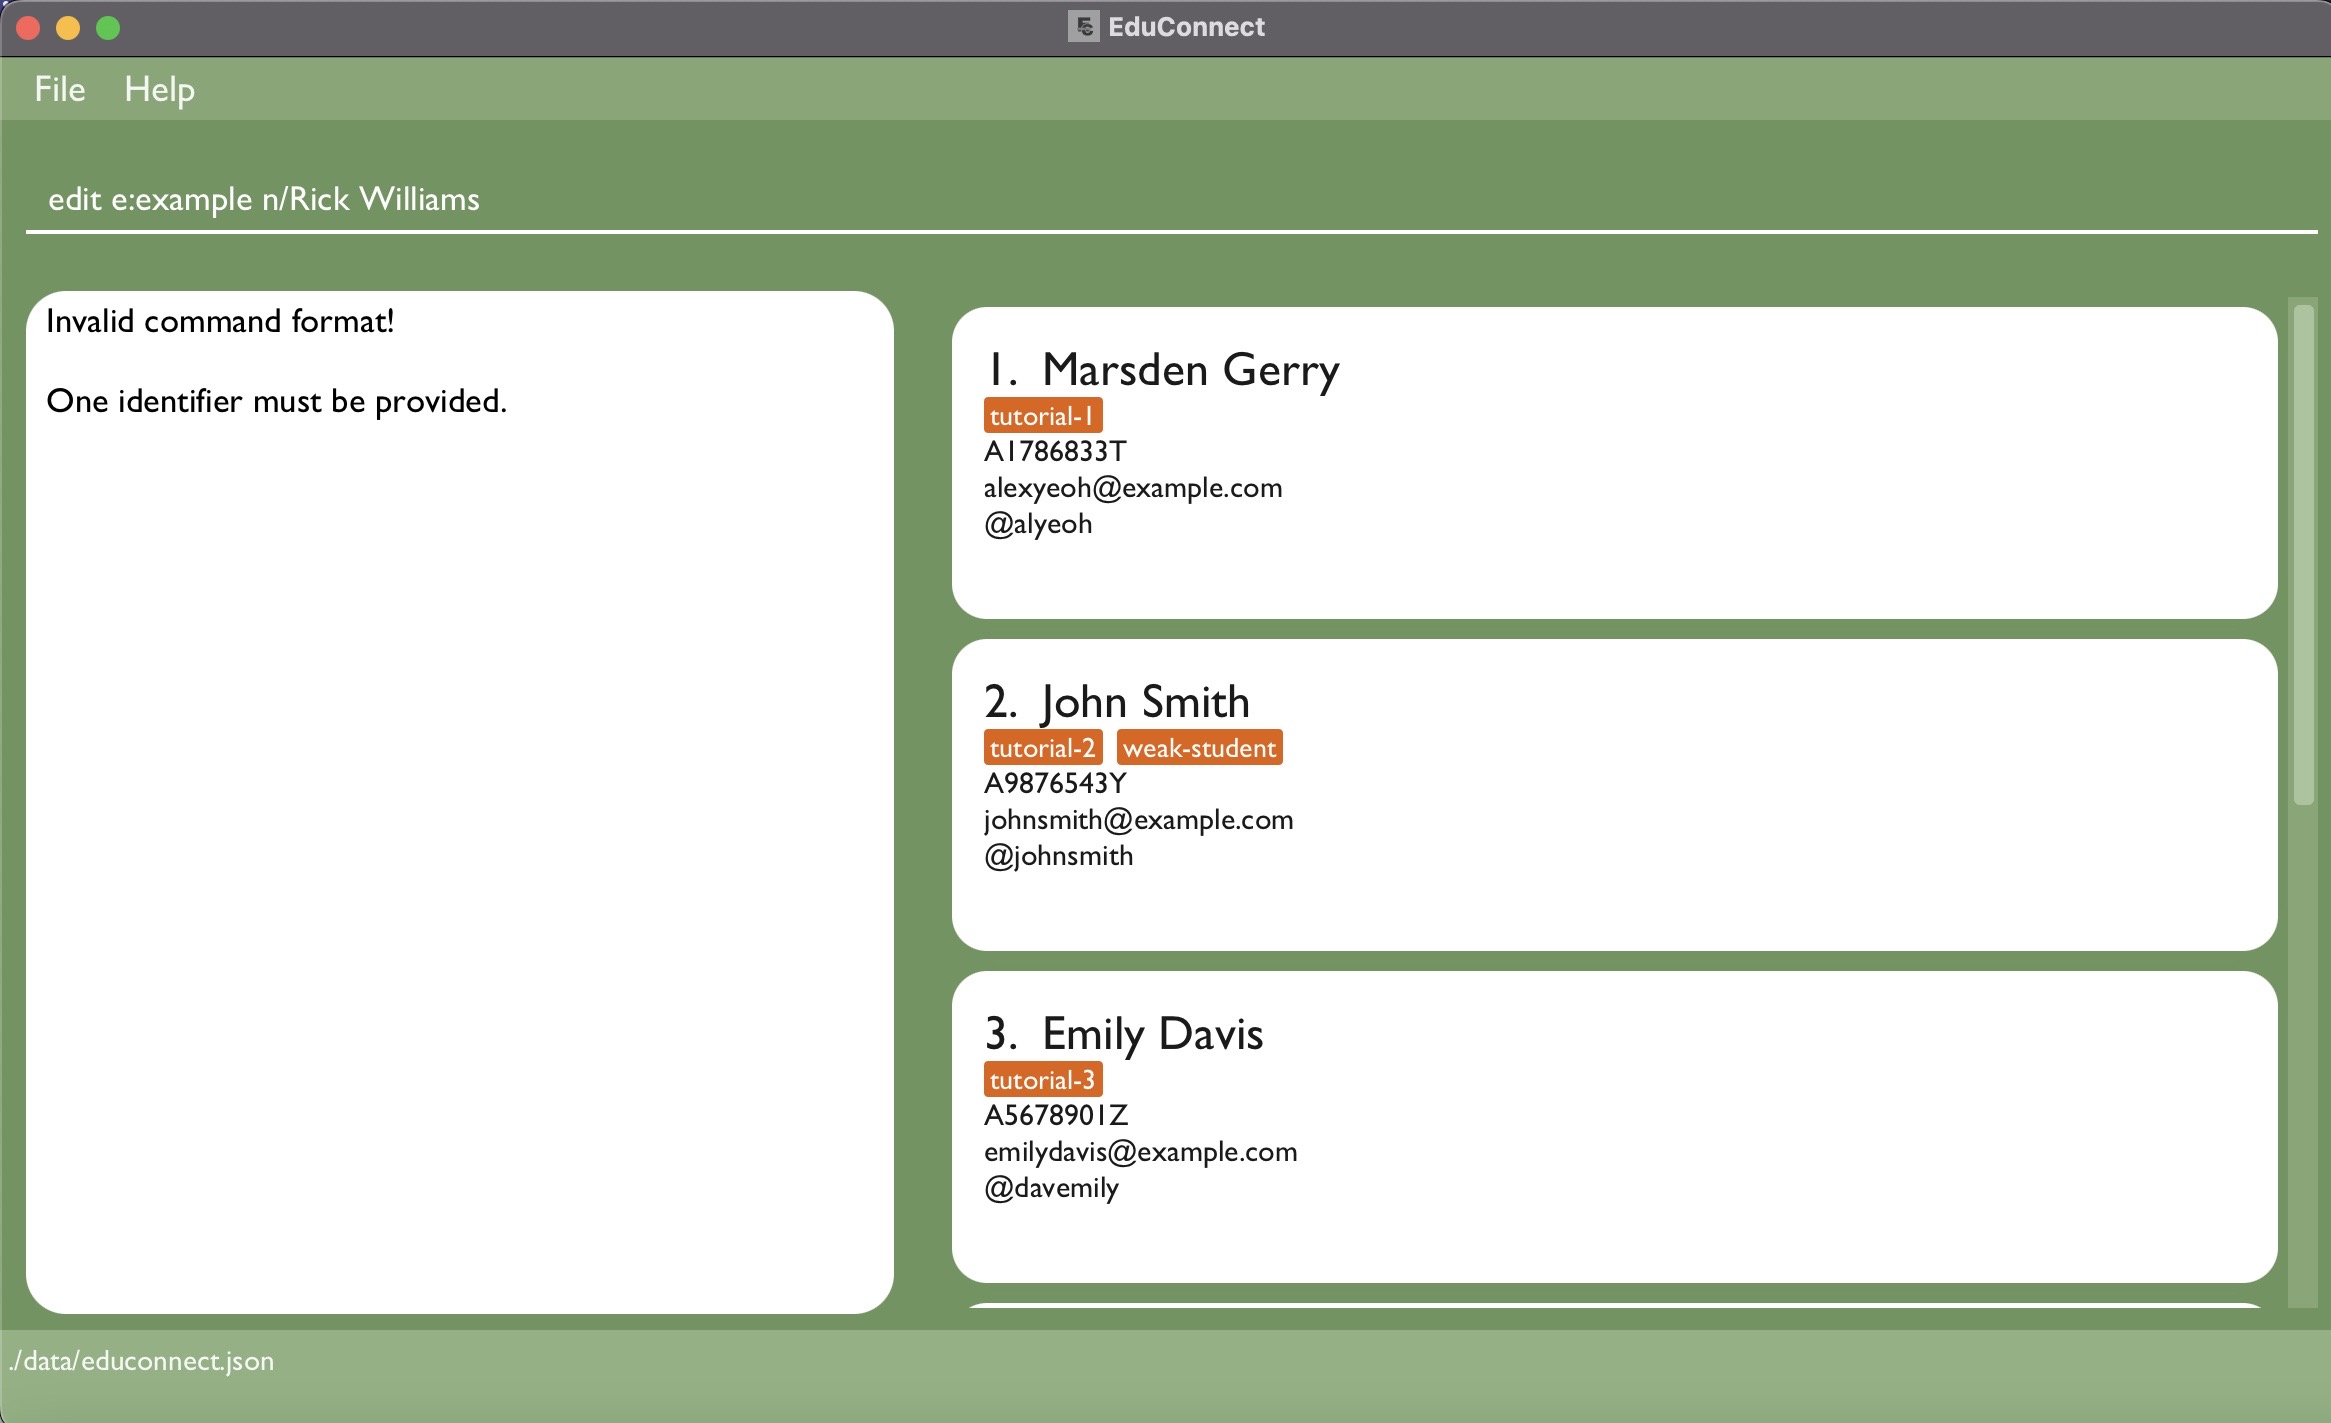 EduConnect
File Help
edit e:example n/Rick Williams
Invalid command format!
One identifier must be provided.
1. Marsden Gerry
tutorial-1
A1786833T
alexyeoh@example.com
@alyeoh
2. John Smith
tutorial-2 weak-student
A9876543Y
johnsmith@example.com
@johnsmith
3. Emily Davis
tutorial-3
A5678901Z
emilydavis@example.com
@davemily
./data/educonnect.json